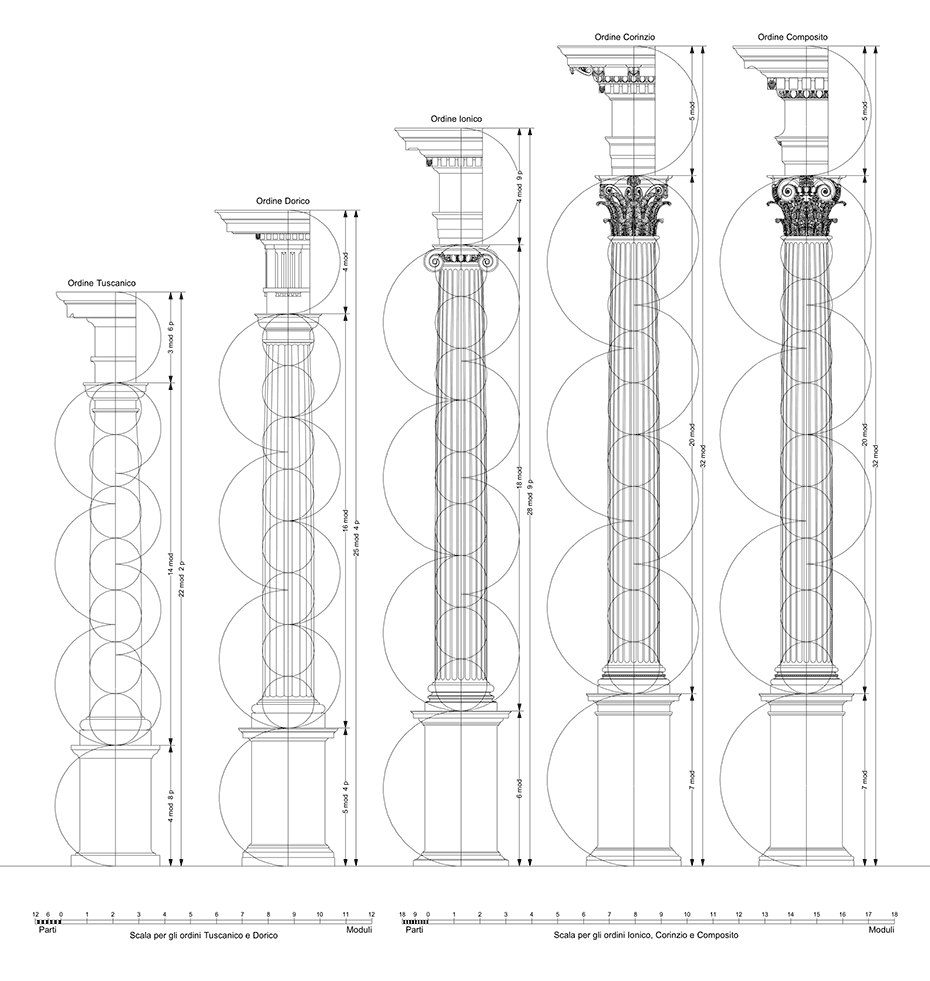 Ordine Corinzio
Ordine Composito
Ordine Ionico
Ordine Dorico
Ordine Tuscanico
3 mod 6 p
14 mod
22 mod 2 p
4 mod 8 p
4 mod
16 mod
25 mod 4 p
5 mod 4 p
4 mod 9 p
18 mod
28 mod 9 p
6 mod
5 mod
20 mod
32 mod
7 mod
5 mod
20 mod
32 mod
7 mod
12 6 0 1 2 3 4 5 6 7 8 9 10 11 12
Parti Moduli
Scala per gli ordini Tuscanico e Dorico
18 9 0 1 2 3 4 5 6 7 8 9 10 11 12 13 14 15 16 17 18
Parti Moduli
Scala per gli ordini Ionico, Corinzio e Composito